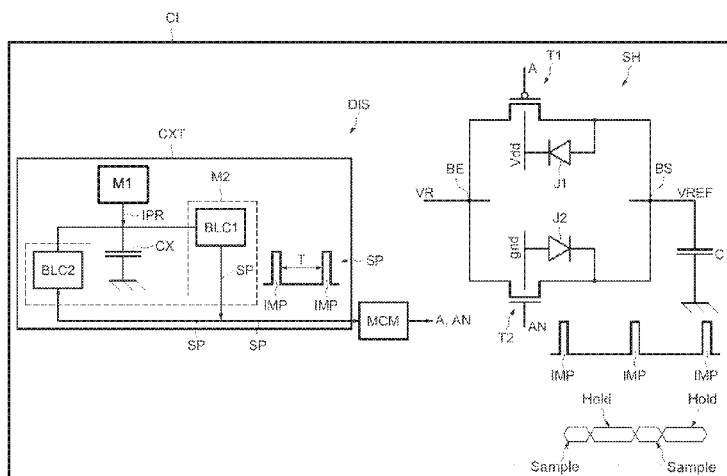 CI
T1
SH
A
DIS
CXT
M1
M2
Vdd
J1
BE
BS
IPR
VR
VREF
BLC1
CX
J2
BLC2
gnd
C
SP
T
SP
IMP
IMP
MCM
A, AN
T2
AN
SP
SP
IMP
IMP
IMP
Hold
Hold
Sample
Sample